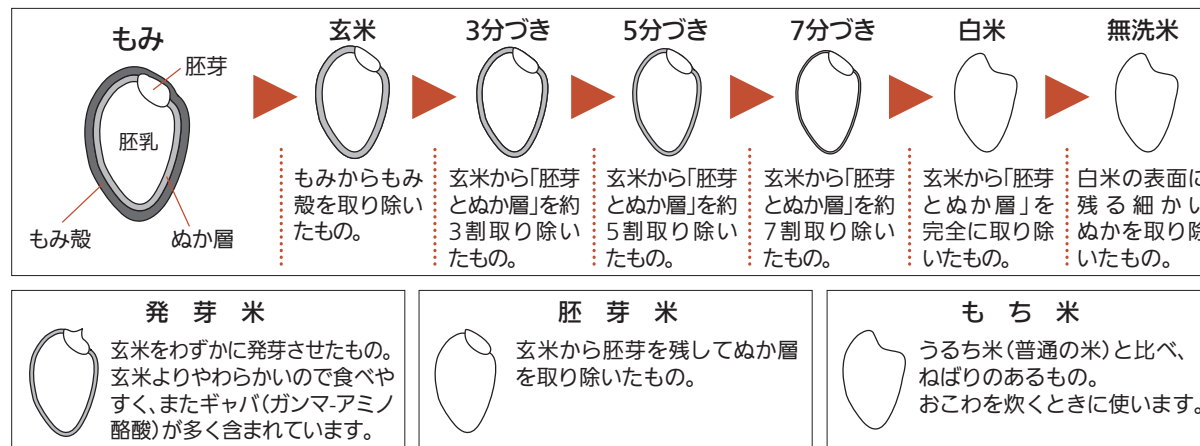 もみ
胚芽
胚乳
もみ殻
ぬか層
玄米
もみからもみ
殻を取り除い
たもの。
3分づき
玄米から「胚芽
とぬか層」を約
3割取り除い
たもの。
5分づき
玄米から「胚芽
とぬか層」を約
5割取り除い
たもの。
7分づき
玄米から「胚芽
とぬか層」を約
7割取り除い
たもの。
白米
玄米から「胚芽
とぬか層」を
完全に取り除
いたもの。
無洗米
白米の表面に
残る細かい
ぬかを取り除
いたもの。
発芽米
玄米をわずかに発芽させたもの。
玄米よりやわらかいので食べや
すく、またギャバ(ガンマ-アミノ
酪酸)が多く含まれています。
胚芽米
玄米から胚芽を残してぬか層
を取り除いたもの。
もち米
うるち米(普通の米)と比べ、
ねばりのあるもの。
おこわを炊くときに使います。